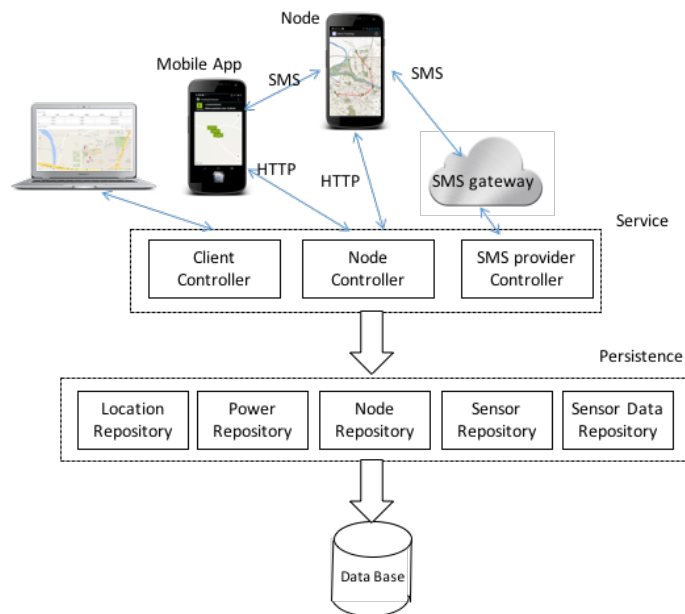 Node
Mobile App
SMS
SMS
HTTP
HTTP
SMS gateway
Service
Client
Controller
Node
Controller
SMS provider
Controller
Persistence
Location
Repository
Power
Repository
Node
Repository
Sensor
Repository
Sensor Data
Repository
Data Base